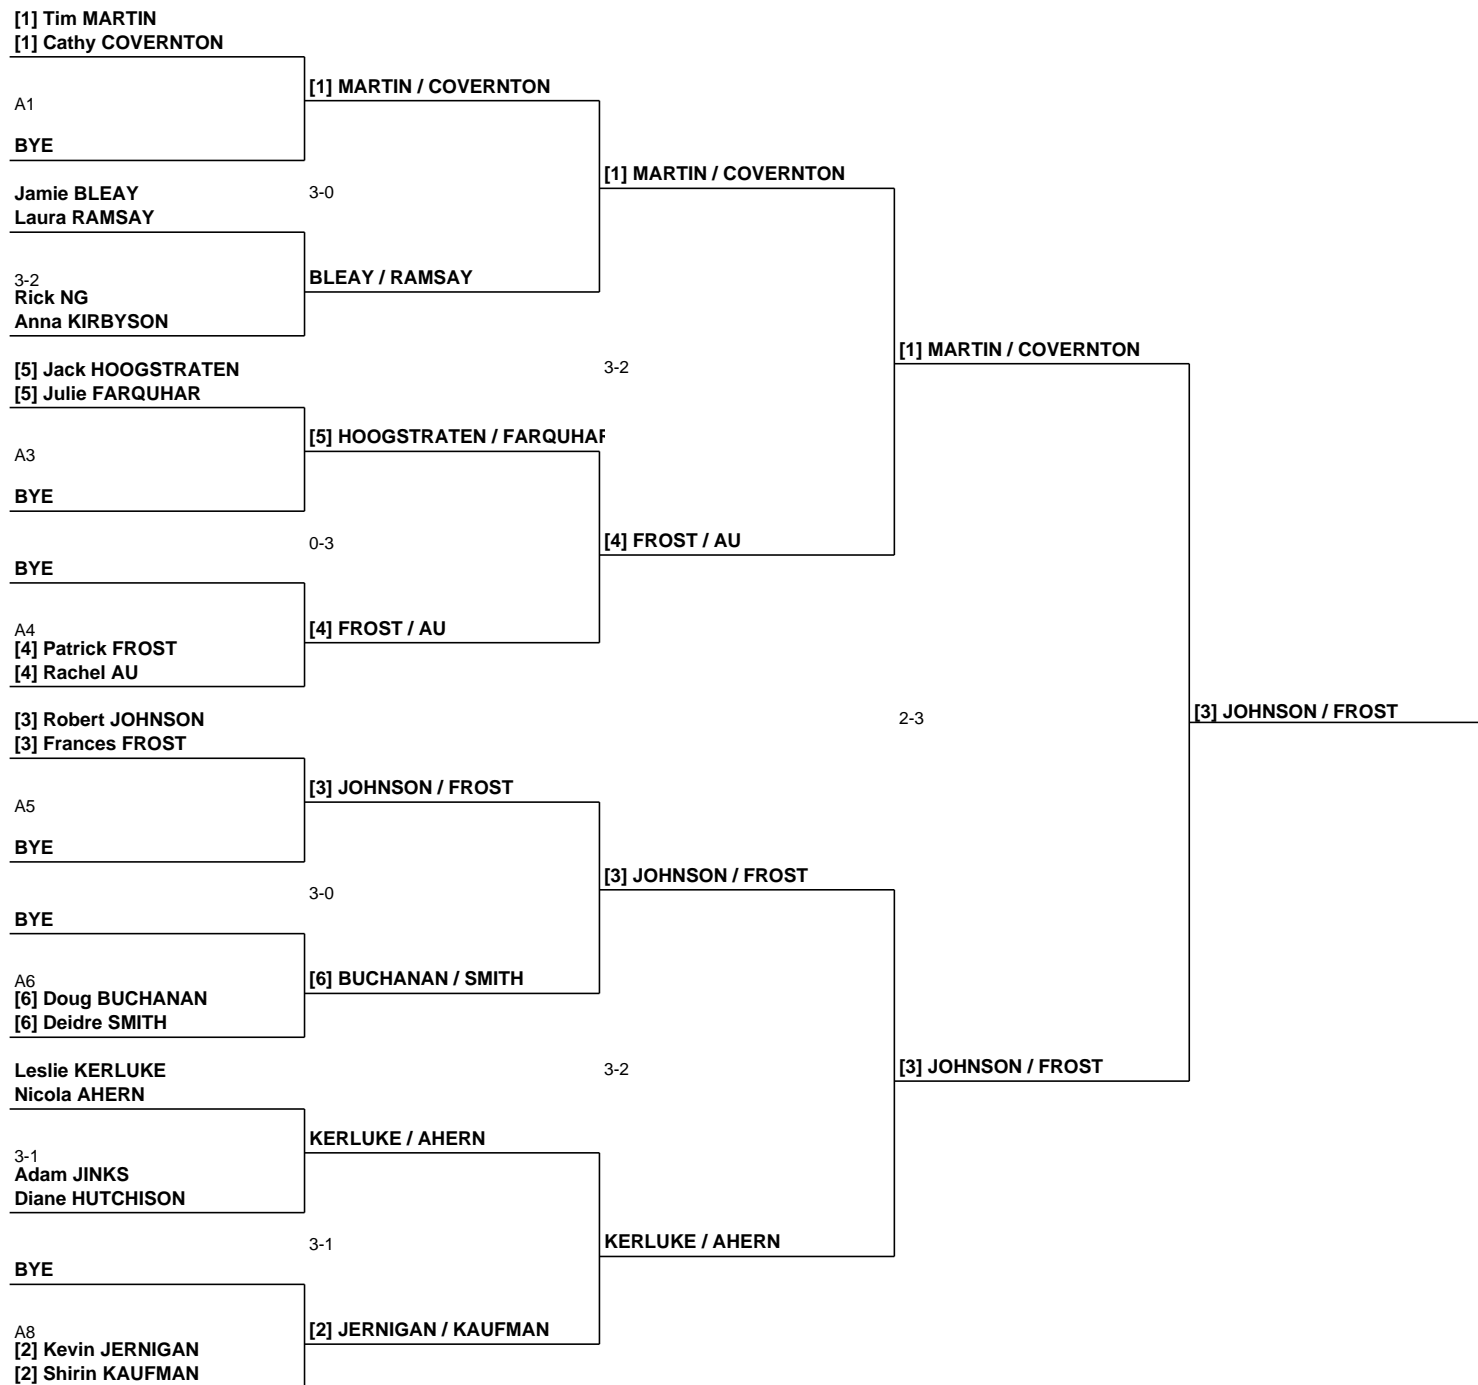 [1] Tim MARTIN
[1] Cathy COVERNTON
[1] MARTIN / COVERNTON
A1
BYE
[1] MARTIN / COVERNTON
Jamie BLEAY
3-0
Laura RAMSAY
BLEAY / RAMSAY
3-2
Rick NG
Anna KIRBYSON
[1] MARTIN / COVERNTON
[5] Jack HOOGSTRATEN
3-2
[5] Julie FARQUHAR
[5] HOOGSTRATEN / FARQUHAR
A3
BYE
0-3
[4] FROST / AU
BYE
A4
[4] FROST / AU
[4] Patrick FROST
[4] Rachel AU
[3] Robert JOHNSON
2-3
[3] JOHNSON / FROST
[3] Frances FROST
[3] JOHNSON / FROST
A5
BYE
[3] JOHNSON / FROST
3-0
BYE
A6
[6] BUCHANAN / SMITH
[6] Doug BUCHANAN
[6] Deidre SMITH
Leslie KERLUKE
3-2
[3] JOHNSON / FROST
Nicola AHERN
KERLUKE / AHERN
3-1
Adam JINKS
Diane HUTCHISON
3-1
KERLUKE / AHERN
BYE
A8
[2] JERNIGAN / KAUFMAN
[2] Kevin JERNIGAN
[2] Shirin KAUFMAN